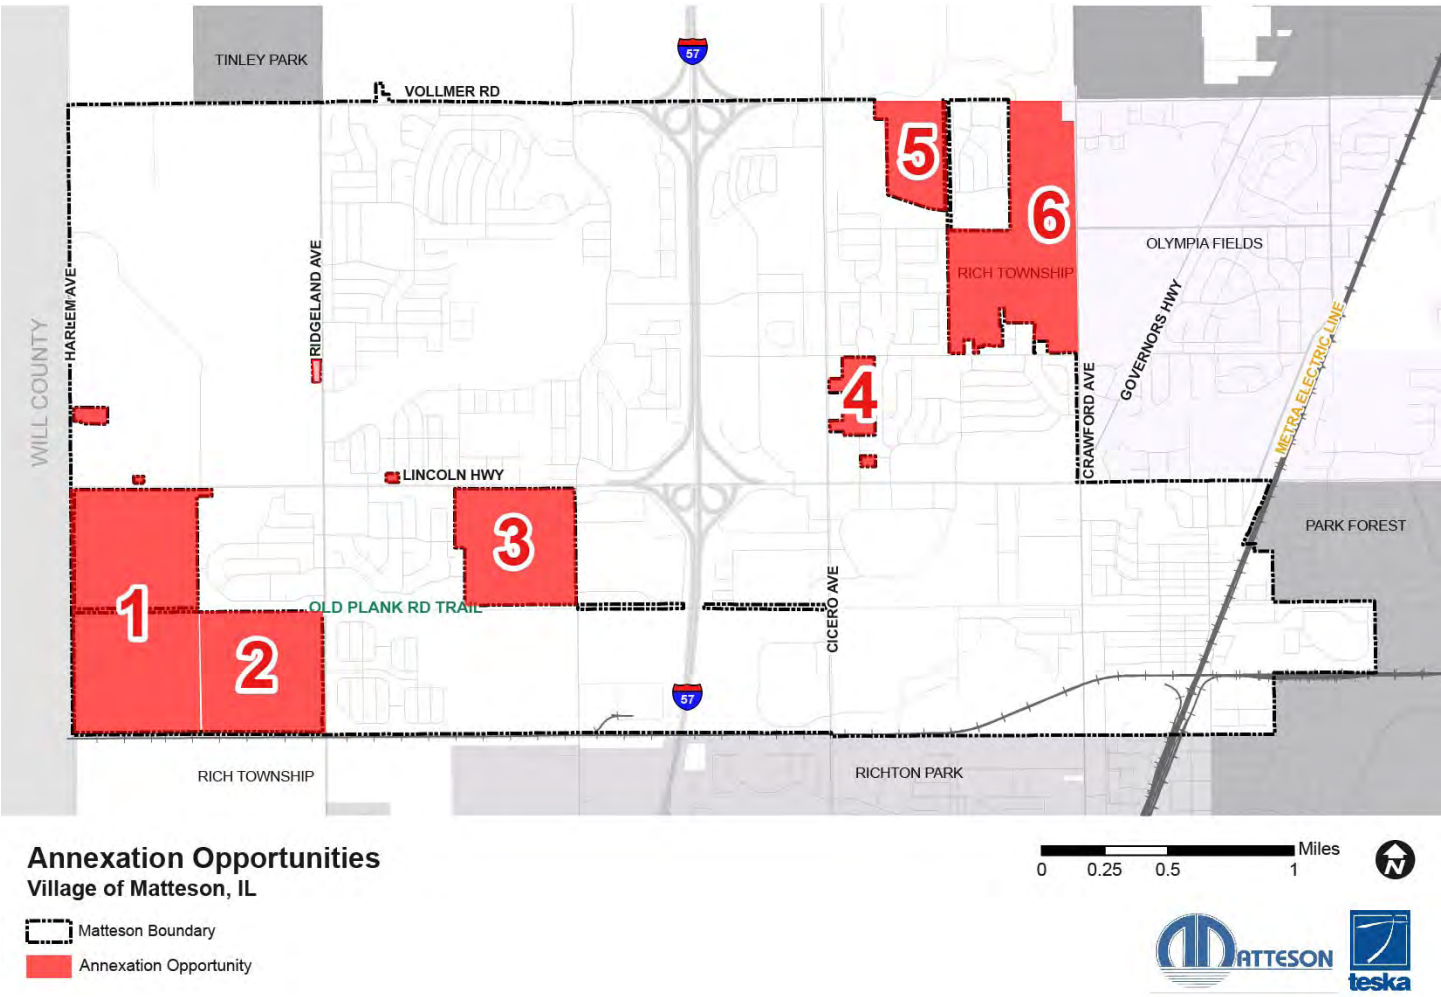 57
TINLEY PARK
VOLLMER RD
5
6
OLYMPIA FIELDS
RICH TOWNSHIP
HARLEM AVE
RIDGELAND AVE
GOVERNORS HWY
WILL COUNTY
METRA ELECTRIC LINE
4
CRAWFORD AVE
LINCOLN HWY
PARK FOREST
3
1
OLD PLANK RD TRAIL
CICERO AVE
2
57
RICH TOWNSHIP
RICHTON PARK
Annexation Opportunities
Village of Matteson, IL
Matteson Boundary
Annexation Opportunity
Miles
0 0.25 0.5 1
N
MATTESON
teska